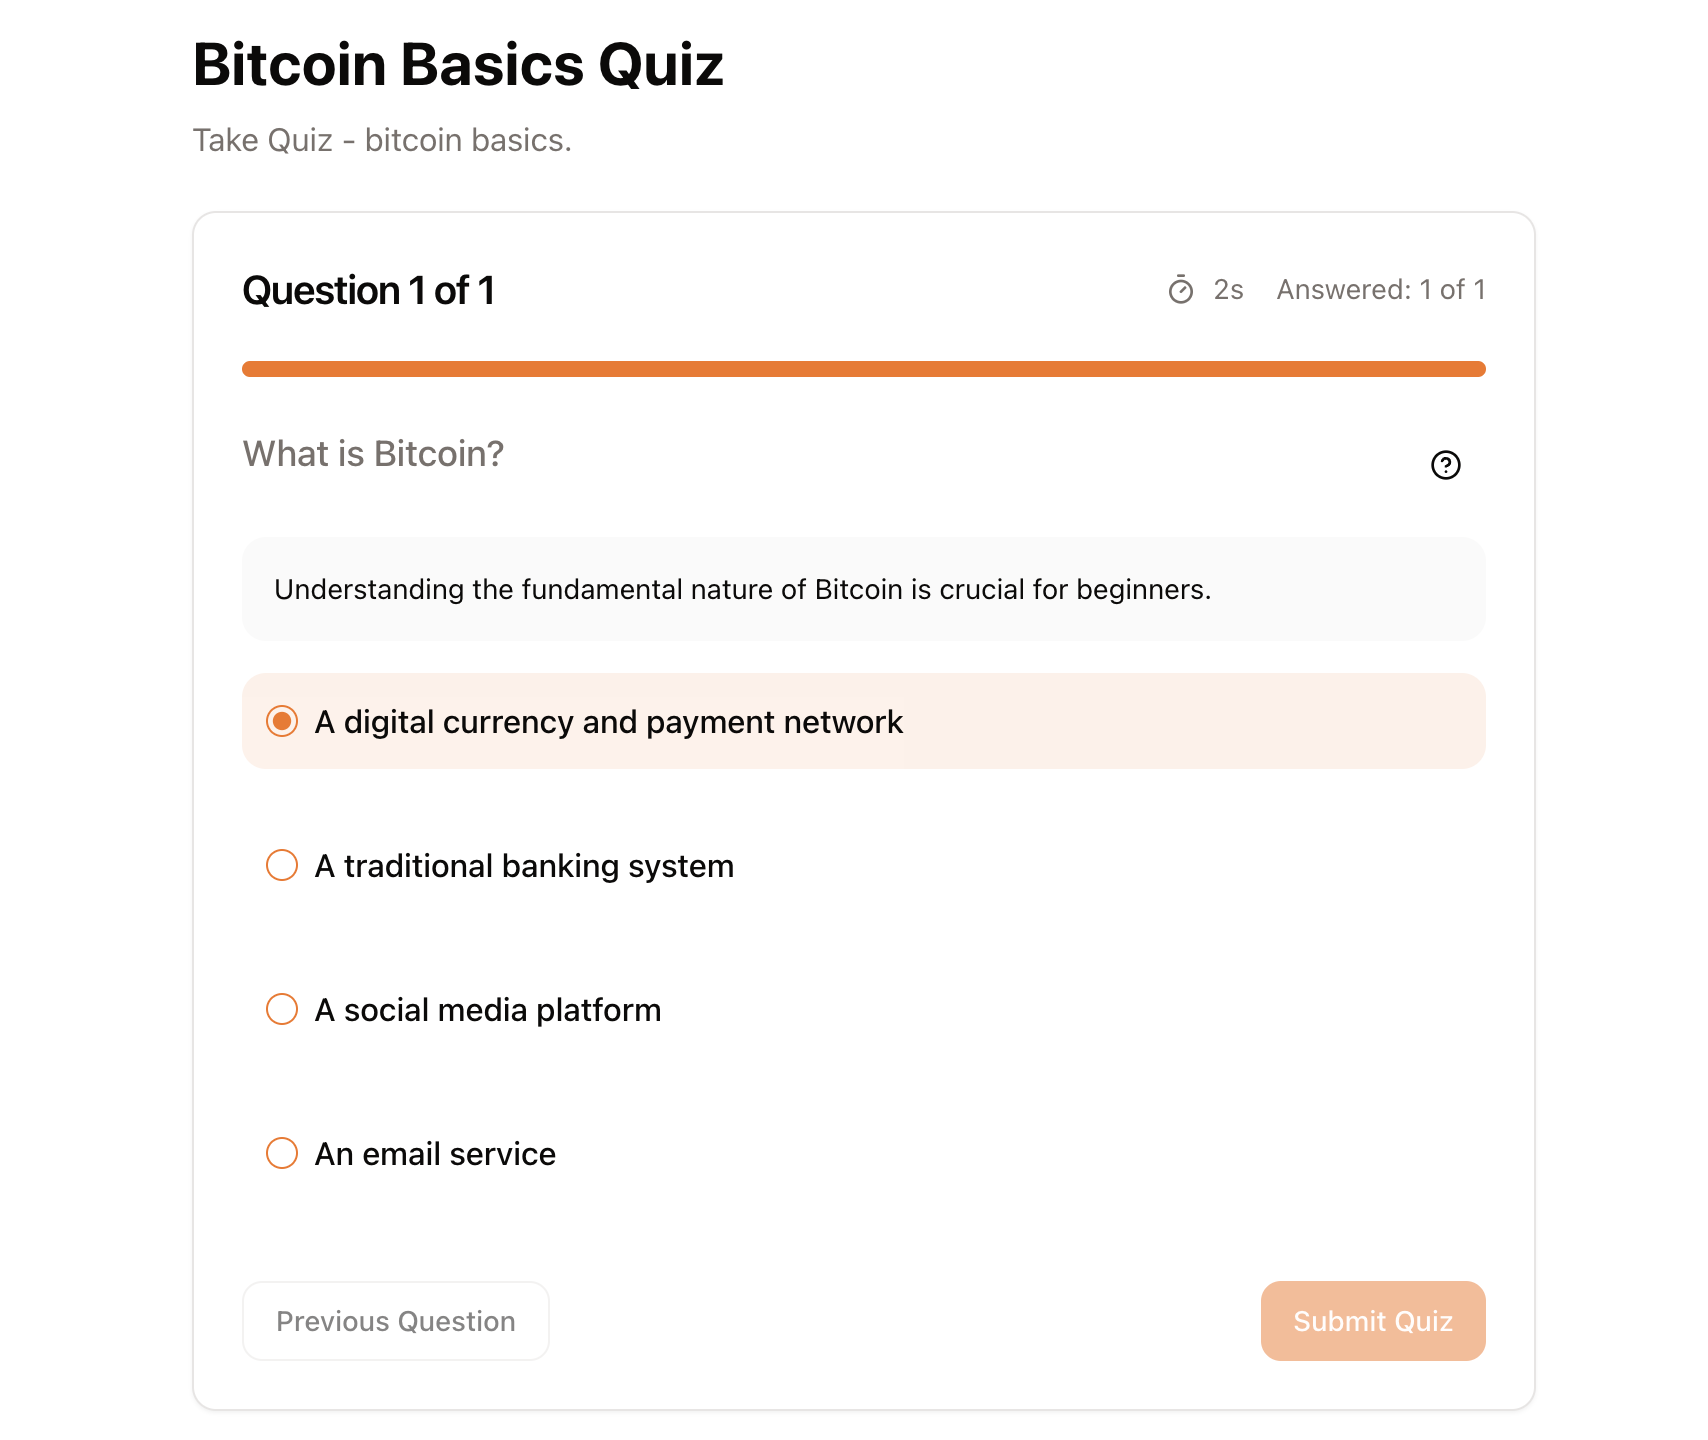 Bitcoin Basics Quiz
Take Quiz - bitcoin basics.
Question 1 of 1
2s
Answered: 1 of 1
What is Bitcoin?
Understanding the fundamental nature of Bitcoin is crucial for beginners.
A digital currency and payment network
A traditional banking system
A social media platform
An email service
Previous Question
Submit Quiz